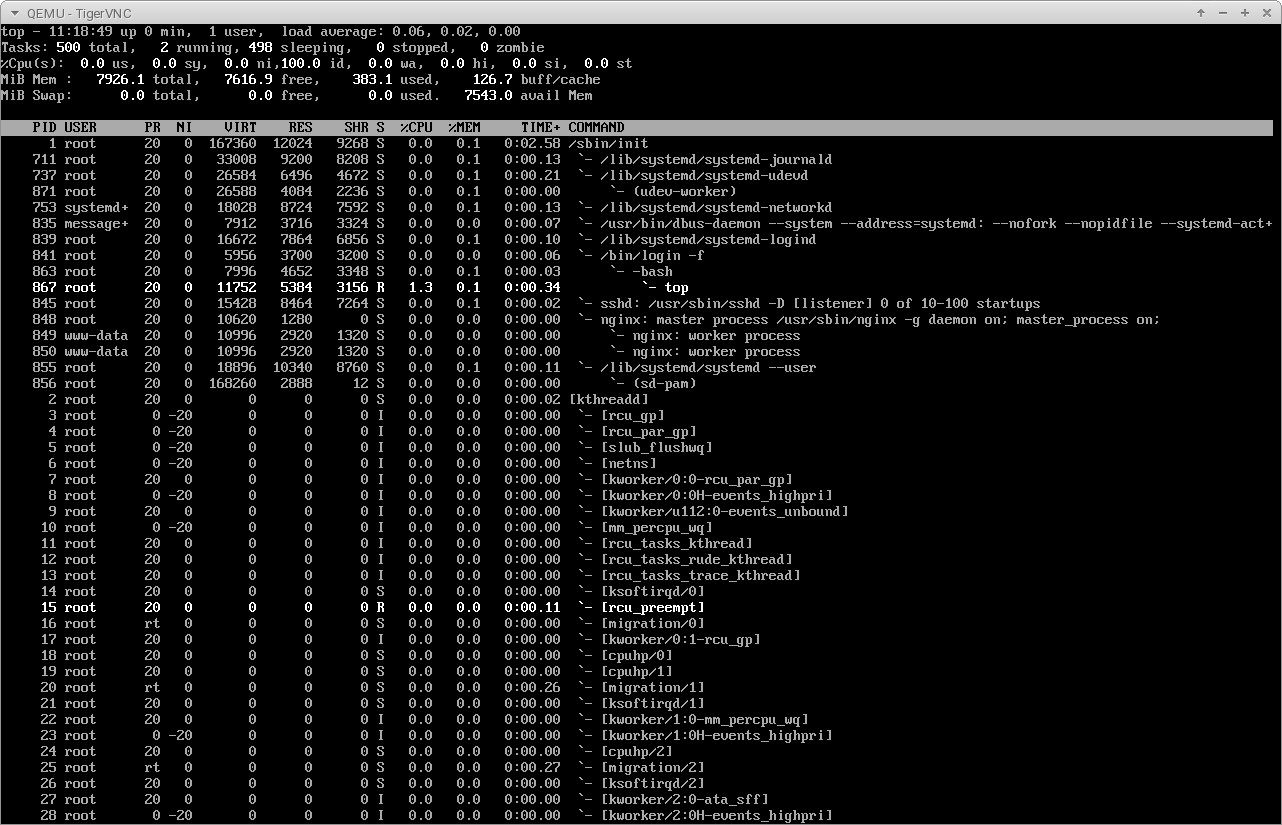 QEMU - TigerVNC
top - 11:18:49 up 0 min,  1 user,  load average: 0.06, 0.02, 0.00
Tasks: 500 total,   2 running, 498 sleeping,   0 stopped,   0 zombie
%Cpu(s):  0.0 us,  0.0 sy,  0.0 ni,100.0 id,  0.0 wa,  0.0 hi,  0.0 si,  0.0 st
MiB Mem :   7926.1 total,   7616.9 free,    383.1 used,    126.7 buff/cache
MiB Swap:      0.0 total,      0.0 free,      0.0 used.   7543.0 avail Mem
    PID USER      PR  NI    VIRT    RES    SHR S  %CPU  %MEM     TIME+ COMMAND
      1 root      20   0  167360  12024   9268 S   0.0   0.1   0:02.58 /sbin/init
    711 root      20   0   33008   9200   8208 S   0.0   0.1   0:00.13  `- /lib/systemd/systemd-journald
    737 root      20   0   26584   6496   4672 S   0.0   0.1   0:00.21  `- /lib/systemd/systemd-udevd
    871 root      20   0   26588   4084   2236 S   0.0   0.1   0:00.00      `- (udev-worker)
    753 systemd+  20   0   18028   8724   7592 S   0.0   0.1   0:00.13  `- /lib/systemd/systemd-networkd
    835 message+  20   0    7912   3716   3324 S   0.0   0.0   0:00.07  `- /usr/bin/dbus-daemon --system --address=systemd: --nofork --nopidfile --systemd-act+
    839 root      20   0   16672   7864   6856 S   0.0   0.1   0:00.10  `- /lib/systemd/systemd-logind
    841 root      20   0    5956   3700   3200 S   0.0   0.0   0:00.06  `- /bin/login -f
    863 root      20   0    7996   4652   3348 S   0.0   0.1   0:00.03      `- -bash
    867 root      20   0   11752   5384   3156 R   1.3   0.1   0:00.34          `- top
    845 root      20   0   15428   8464   7264 S   0.0   0.1   0:00.02  `- sshd: /usr/sbin/sshd -D [listener] 0 of 10-100 startups
    848 root      20   0   10620   1280      0 S   0.0   0.0   0:00.00  `- nginx: master process /usr/sbin/nginx -g daemon on; master_process on;
    849 www-data  20   0   10996   2920   1320 S   0.0   0.0   0:00.00      `- nginx: worker process
    850 www-data  20   0   10996   2920   1320 S   0.0   0.0   0:00.00      `- nginx: worker process
    855 root      20   0   18896  10340   8760 S   0.0   0.1   0:00.11  `- /lib/systemd/systemd --user
    856 root      20   0  168260   2888     12 S   0.0   0.0   0:00.00      `- (sd-pam)
      2 root      20   0       0      0      0 S   0.0   0.0   0:00.02 [kthreadd]
      3 root       0 -20       0      0      0 I   0.0   0.0   0:00.00  `- [rcu_gp]
      4 root       0 -20       0      0      0 I   0.0   0.0   0:00.00  `- [rcu_par_gp]
      5 root       0 -20       0      0      0 I   0.0   0.0   0:00.00  `- [slub_flushwq]
      6 root       0 -20       0      0      0 I   0.0   0.0   0:00.00  `- [netns]
      7 root      20   0       0      0      0 I   0.0   0.0   0:00.00  `- [kworker/0:0-rcu_par_gp]
      8 root       0 -20       0      0      0 I   0.0   0.0   0:00.00  `- [kworker/0:0H-events_highpri]
      9 root      20   0       0      0      0 I   0.0   0.0   0:00.00  `- [kworker/u112:0-events_unbound]
     10 root       0 -20       0      0      0 I   0.0   0.0   0:00.00  `- [mm_percpu_wq]
     11 root      20   0       0      0      0 I   0.0   0.0   0:00.00  `- [rcu_tasks_kthread]
     12 root      20   0       0      0      0 I   0.0   0.0   0:00.00  `- [rcu_tasks_rude_kthread]
     13 root      20   0       0      0      0 I   0.0   0.0   0:00.00  `- [rcu_tasks_trace_kthread]
     14 root      20   0       0      0      0 S   0.0   0.0   0:00.00  `- [ksoftirqd/0]
     15 root      20   0       0      0      0 R   0.0   0.0   0:00.11  `- [rcu_preempt]
     16 root      rt   0       0      0      0 S   0.0   0.0   0:00.00  `- [migration/0]
     17 root      20   0       0      0      0 I   0.0   0.0   0:00.00  `- [kworker/0:1-rcu_gp]
     18 root      20   0       0      0      0 S   0.0   0.0   0:00.00  `- [cpuhp/0]
     19 root      20   0       0      0      0 S   0.0   0.0   0:00.00  `- [cpuhp/1]
     20 root      rt   0       0      0      0 S   0.0   0.0   0:00.26  `- [migration/1]
     21 root      20   0       0      0      0 S   0.0   0.0   0:00.00  `- [ksoftirqd/1]
     22 root      20   0       0      0      0 I   0.0   0.0   0:00.00  `- [kworker/1:0-mm_percpu_wq]
     23 root       0 -20       0      0      0 I   0.0   0.0   0:00.00  `- [kworker/1:0H-events_highpri]
     24 root      20   0       0      0      0 S   0.0   0.0   0:00.00  `- [cpuhp/2]
     25 root      rt   0       0      0      0 S   0.0   0.0   0:00.27  `- [migration/2]
     26 root      20   0       0      0      0 S   0.0   0.0   0:00.00  `- [ksoftirqd/2]
     27 root      20   0       0      0      0 I   0.0   0.0   0:00.00  `- [kworker/2:0-ata_sff]
     28 root       0 -20       0      0      0 I   0.0   0.0   0:00.00  `- [kworker/2:0H-events_highpri]